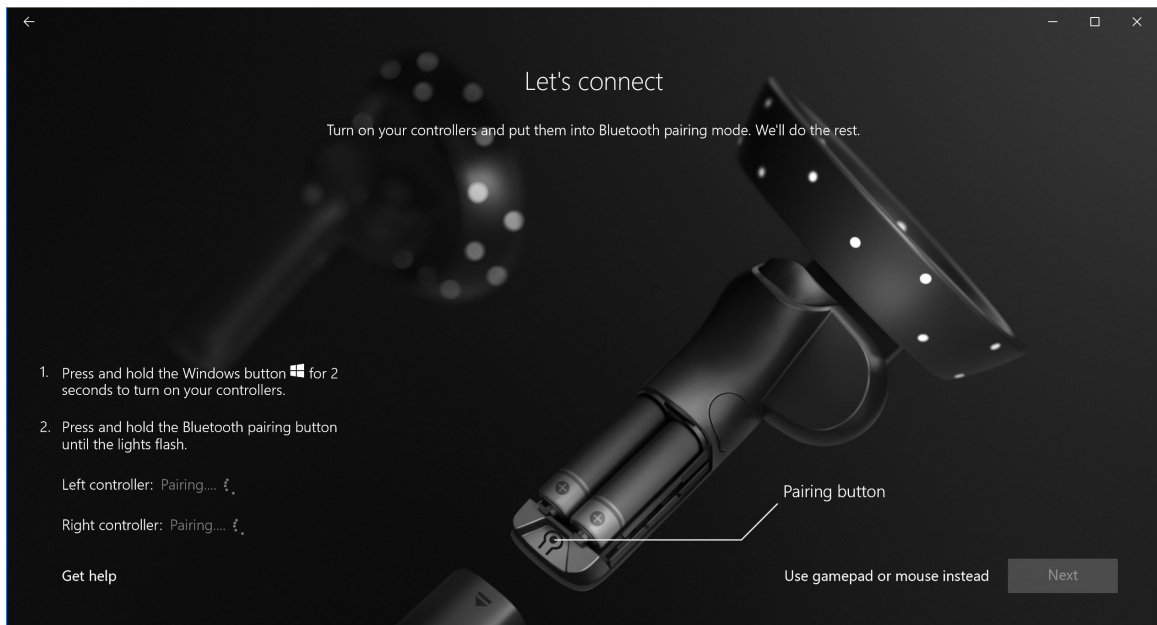 Let's connect
Turn on your controllers and put them into Bluetooth pairing mode. We'll do the rest.
1. Press and hold the Windows button for 2
seconds to turn on your controllers.
2. Press and hold the Bluetooth pairing button
until the lights flash.
Left controller: Pairing....
Right controller: Pairing....
Pairing button
Get help
Use gamepad or mouse instead
Next